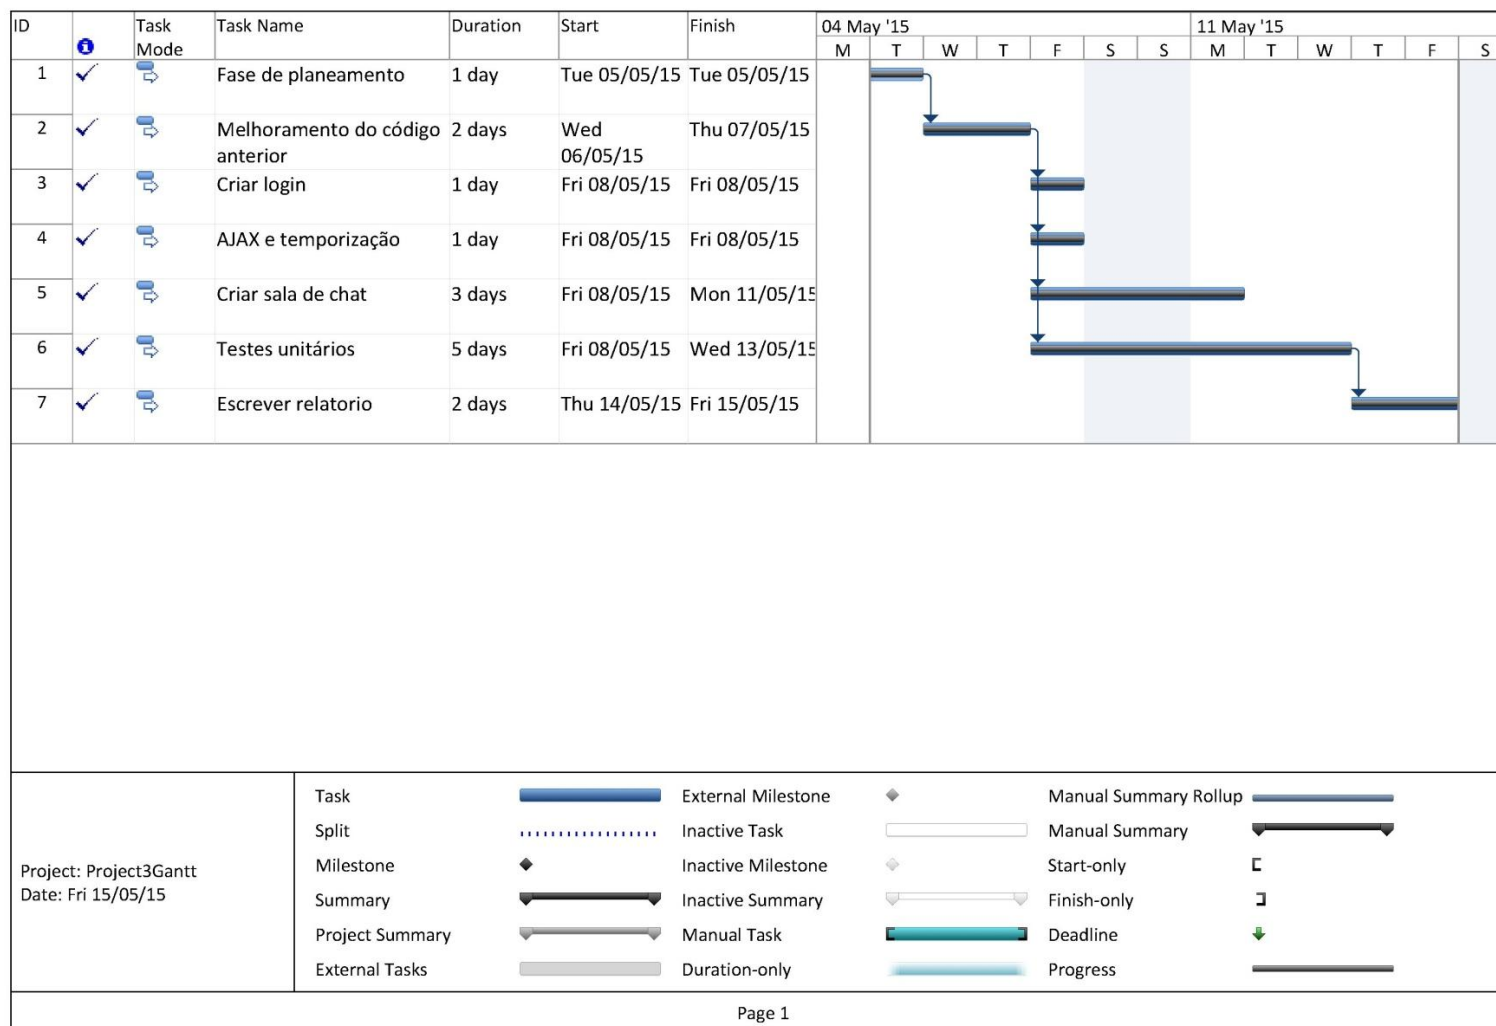 ID Task Task Name Duration Start Finish 04 May '15 11 May '15
Mode M T W T F S S M T W T F S
1 Fase de planeamento 1 day Tue 05/05/15 Tue 05/05/15
2 Melhoramento do código 2 days Wed Thu 07/05/15
anterior 06/05/15
3 Criar login 1 day Fri 08/05/15 Fri 08/05/15
4 AJAX e temporização 1 day Fri 08/05/15 Fri 08/05/15
5 Criar sala de chat 3 days Fri 08/05/15 Mon 11/05/15
6 Testes unitários 5 days Fri 08/05/15 Wed 13/05/15
7 Escrever relatorio 2 days Thu 14/05/15 Fri 15/05/15
Project: Project3Gantt
Date: Fri 15/05/15
Task External Milestone Manual Summary Rollup
Split Inactive Task Manual Summary
Milestone Inactive Milestone Start-only
Summary Inactive Summary Finish-only
Project Summary Manual Task Deadline
External Tasks Duration-only Progress
Page 1